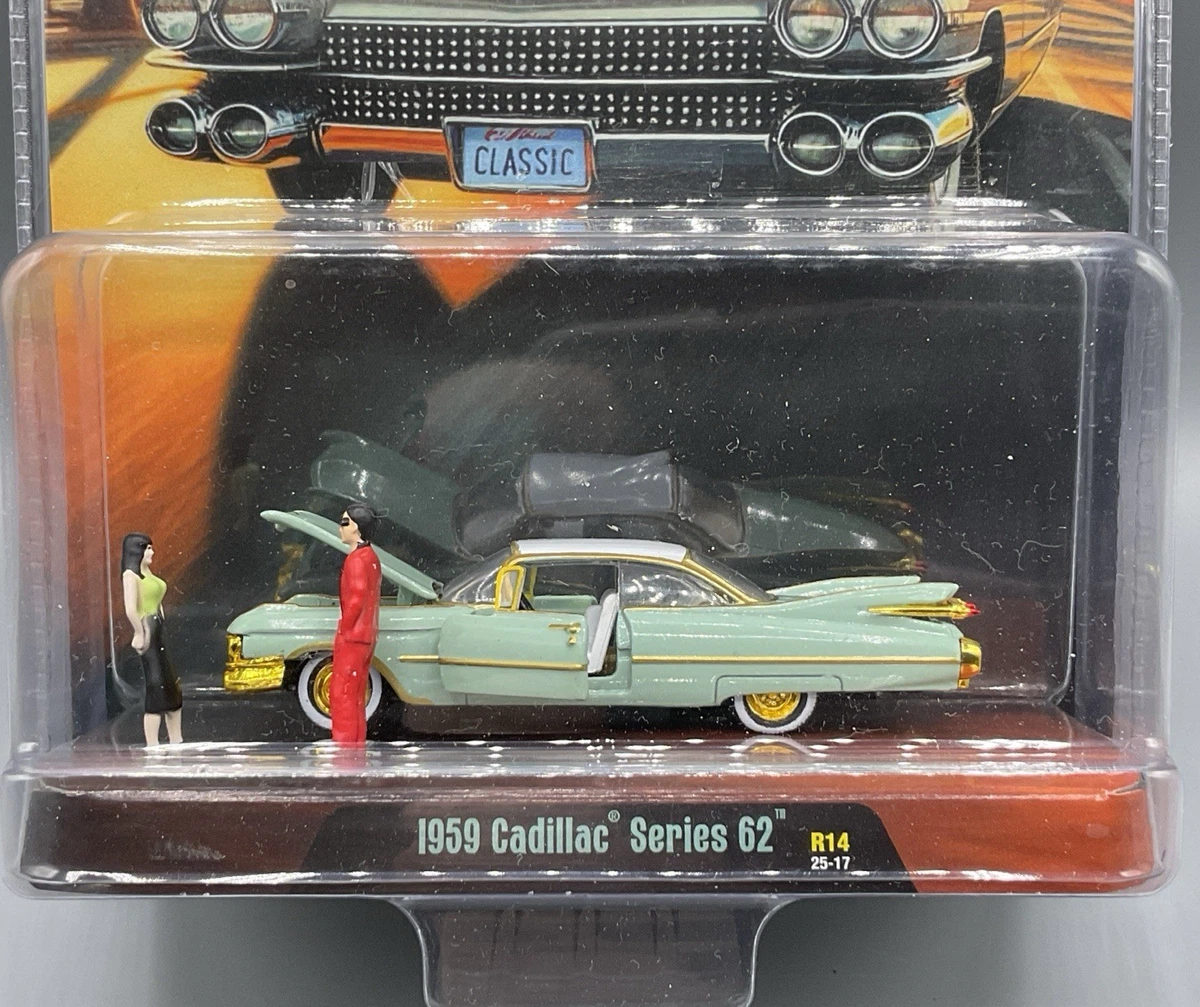 CLASSIC
1959 Cadillac® Series 62™
R14
25-17